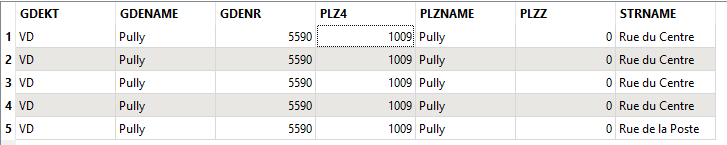 GDEKT GDENAME GDENR PLZ4 PLZNAME PLZZ STRNAME
1 VD Pully 5590 1009 Pully 0 Rue du Centre
2 VD Pully 5590 1009 Pully 0 Rue du Centre
3 VD Pully 5590 1009 Pully 0 Rue du Centre
4 VD Pully 5590 1009 Pully 0 Rue du Centre
5 VD Pully 5590 1009 Pully 0 Rue de la Poste